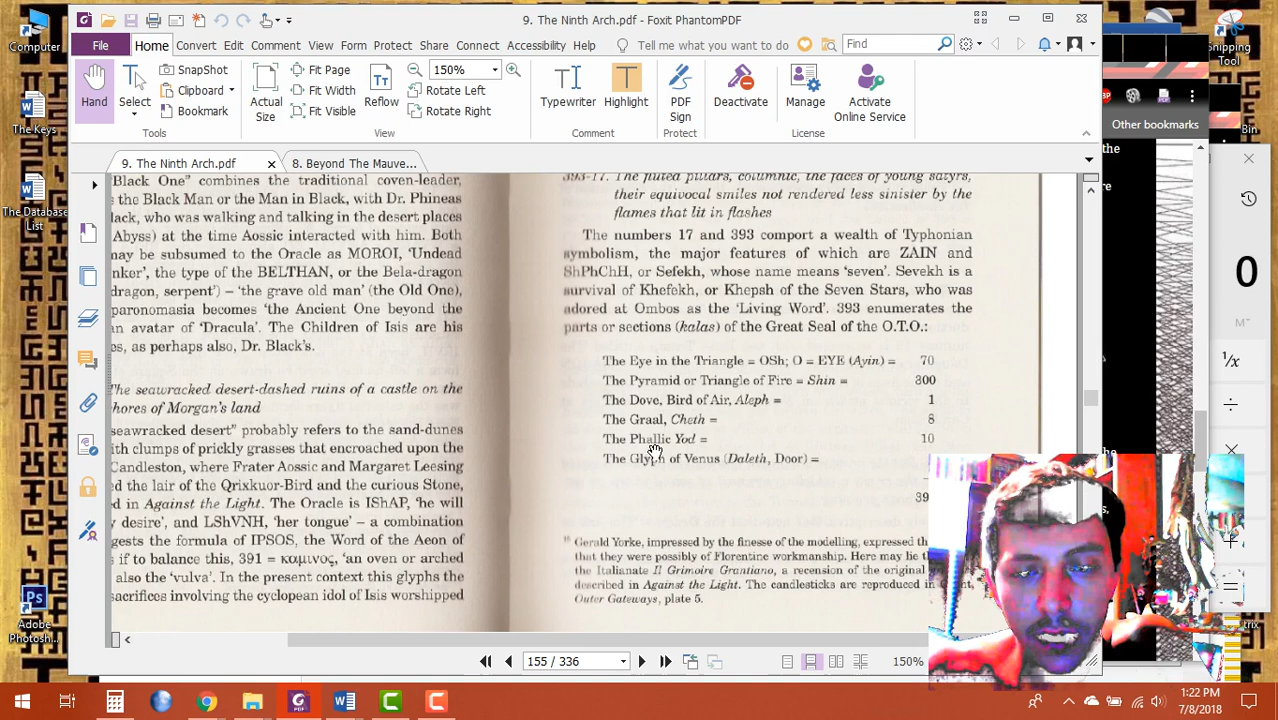 9. The Ninth Arch.pdf - Foxit PhantomPDF
File Home Convert Edit Comment View Form Protect Share Connect Accessibility Help Tell me what you want to do Find
Hand
Select
SnapShot
Clipboard
Bookmark
Tools
Actual Size
Fit Page
Fit Width
Fit Visible
Reflow
150%
Rotate Left
Rotate Right
View
Typewriter
Highlight
Comment
PDF Sign
Protect
Deactivate
Manage
Activate Online Service
License
9. The Ninth Arch.pdf
8. Beyond The Mauve...
Black One" combines the traditional coven-leader,
the Black Man or the Man in Black, with Dr. Phineas
lack, who was walking and talking in the desert places
Abyss) at the time Aossic interacted with him. Both
may be subsumed to the Oracle as MOROI, 'Undead
nker', the type of the BELTHAN, or the Bela-dragon
dragon, serpent') – 'the grave old man' (the Old One),
paronomasia becomes 'the Ancient One beyond the
n avatar of 'Dracula'. The Children of Isis are his
es, as perhaps also, Dr. Black's.
The seawracked desert-dashed ruins of a castle on the
hores of Morgan's land
seawracked desert" probably refers to the sand-dunes
ith clumps of prickly grasses that encroached upon the
Candleston, where Frater Aossic and Margaret Leesing
ed the lair of the Qrixkuor-Bird and the curious Stone,
ed in Against the Light. The Oracle is IShAP, 'he will
y desire', and LShVNH, 'her tongue' – a combination
gests the formula of IPSOS, the Word of the Aeon of
if to balance this, 391 = καμινος, 'an oven or arched
also the 'vulva'. In the present context this glyphs the
sacrifices involving the cyclopean idol of Isis worshipped
393-17. The fluted pillars, columnic, the faces of young satyrs,
their equivocal smiles not rendered less sinister by the
flames that lit in flashes
The numbers 17 and 393 comport a wealth of Typhonian
symbolism, the major features of which are ZAIN and
ShPhChH, or Sefekh, whose name means 'seven'. Sevekh is a
survival of Khefekh, or Khepsh of the Seven Stars, who was
adored at Ombos as the 'Living Word'. 393 enumerates the
parts or sections (kalas) of the Great Seal of the O.T.O.:
The Eye in the Triangle = OSh; O = EYE (Ayin) = 70
The Pyramid or Triangle of Fire = Shin = 300
The Dove, Bird of Air, Aleph = 1
The Graal, Cheth = 8
The Phallic Yod = 10
The Glyph of Venus (Daleth, Door) =
39
Gerald Yorke, impressed by the finesse of the modelling, expressed th
that they were possibly of Florentine workmanship. Here may lie t
the Italianate Il Grimoire Grantiano, a recension of the original
described in Against the Light. The candlesticks are reproduced in
Outer Gateways, plate 5.
155 / 336
150%
Computer
The Keys
The Database List
Adobe Photosh...
Snipping Tool
Bin
Other bookmarks
the
0
M
¹/x
÷
1:22 PM
7/8/2018